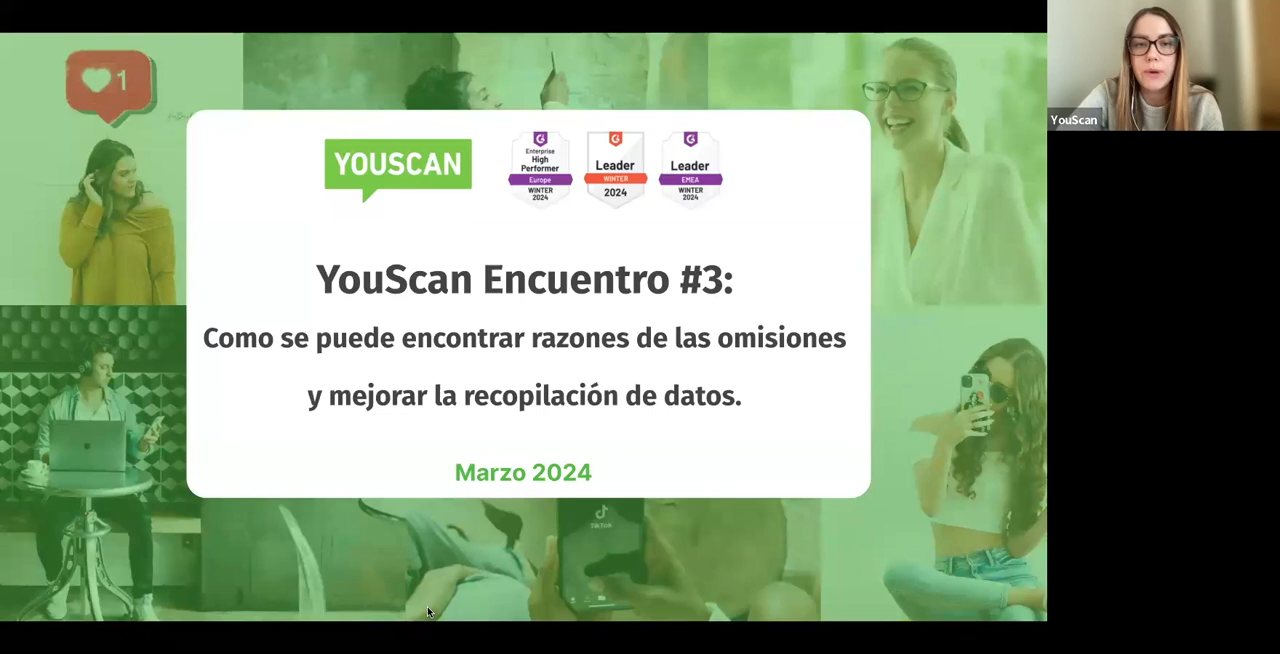 1
YOUSCAN
Enterprise
High
Performer
Europe
WINTER
2024
Leader
WINTER
2024
Leader
EMEA
WINTER
2024
YouScan Encuentro #3:
Como se puede encontrar razones de las omisiones
y mejorar la recopilación de datos.
Marzo 2024
TikTok
YouScan